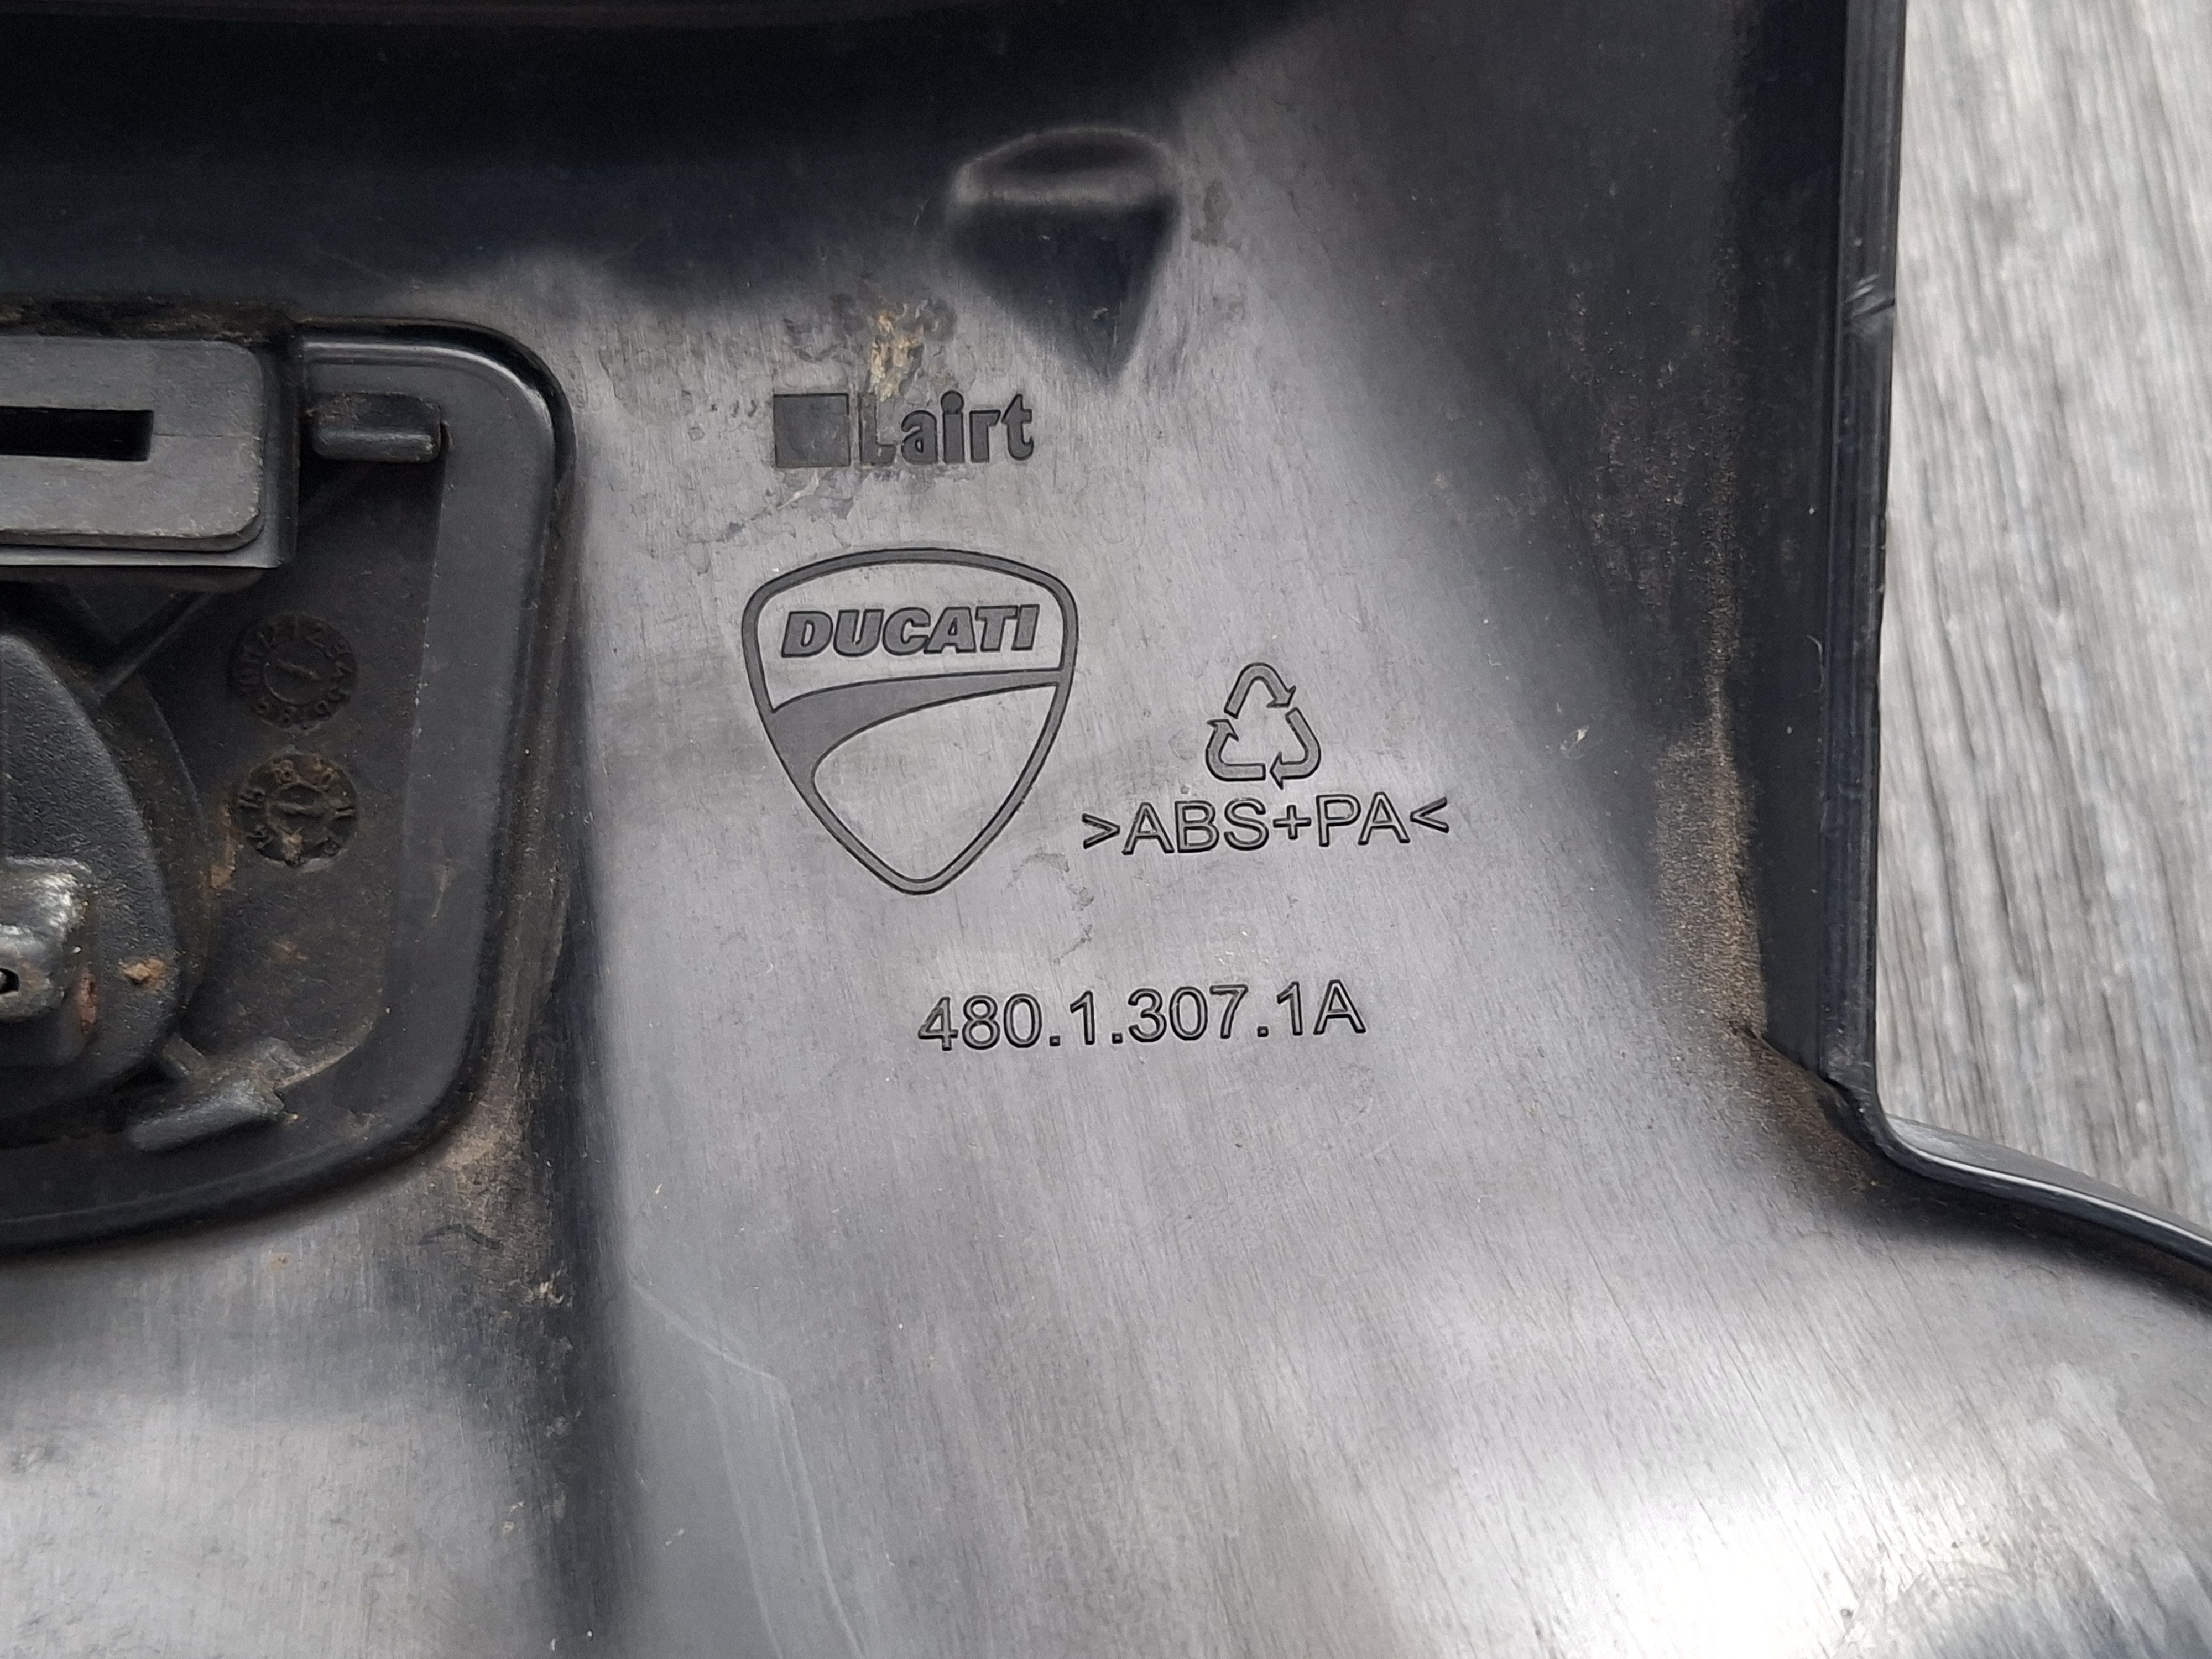 Lairt
DUCATI
>ABS+PA<
480.1.307.1A